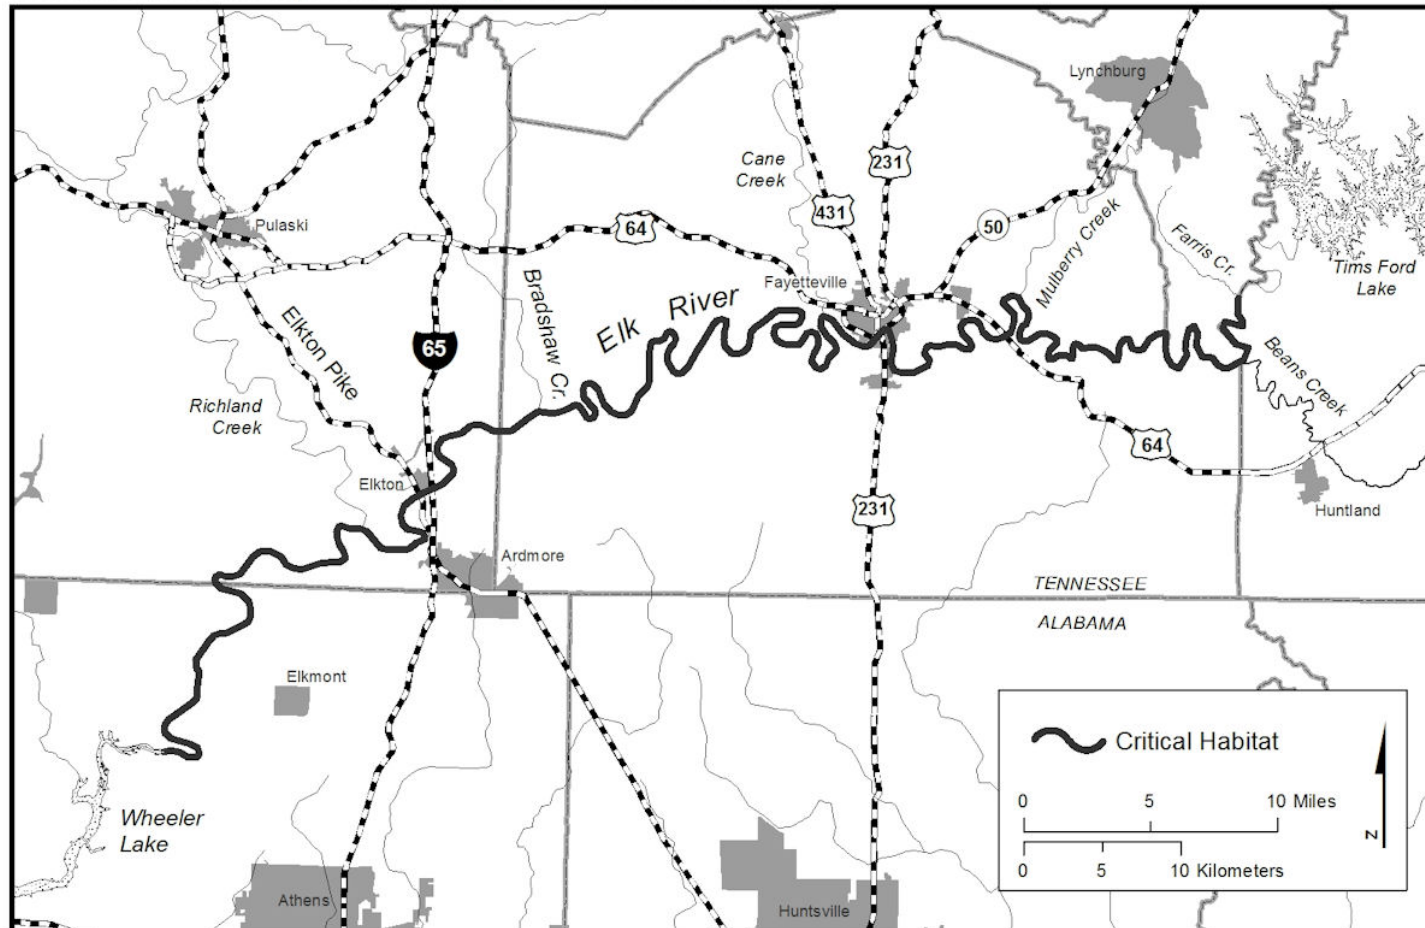 Lynchburg
Cane
Creek
231
431
50
Mulberry Creek
Farris Cr.
Tims Ford
Lake
Pulaski
64
Fayetteville
Bradshaw Cr.
Elk River
Elkton Pike
65
Beans Creek
Richland
Creek
64
Elkton
231
Huntland
Ardmore
TENNESSEE
ALABAMA
Elkmont
Critical Habitat
0 5 10 Miles
0 5 10 Kilometers
N
Wheeler
Lake
Athens
Huntsville